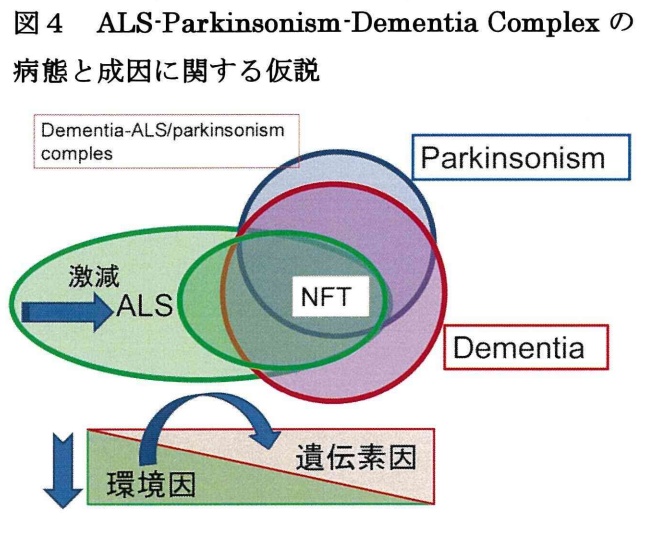 図４　ALS-Parkinsonism-Dementia Complex の
病態と成因に関する仮説
Dementia-ALS/parkinsonism
comples
Parkinsonism
激減
ALS
NFT
Dementia
遺伝素因
環境因